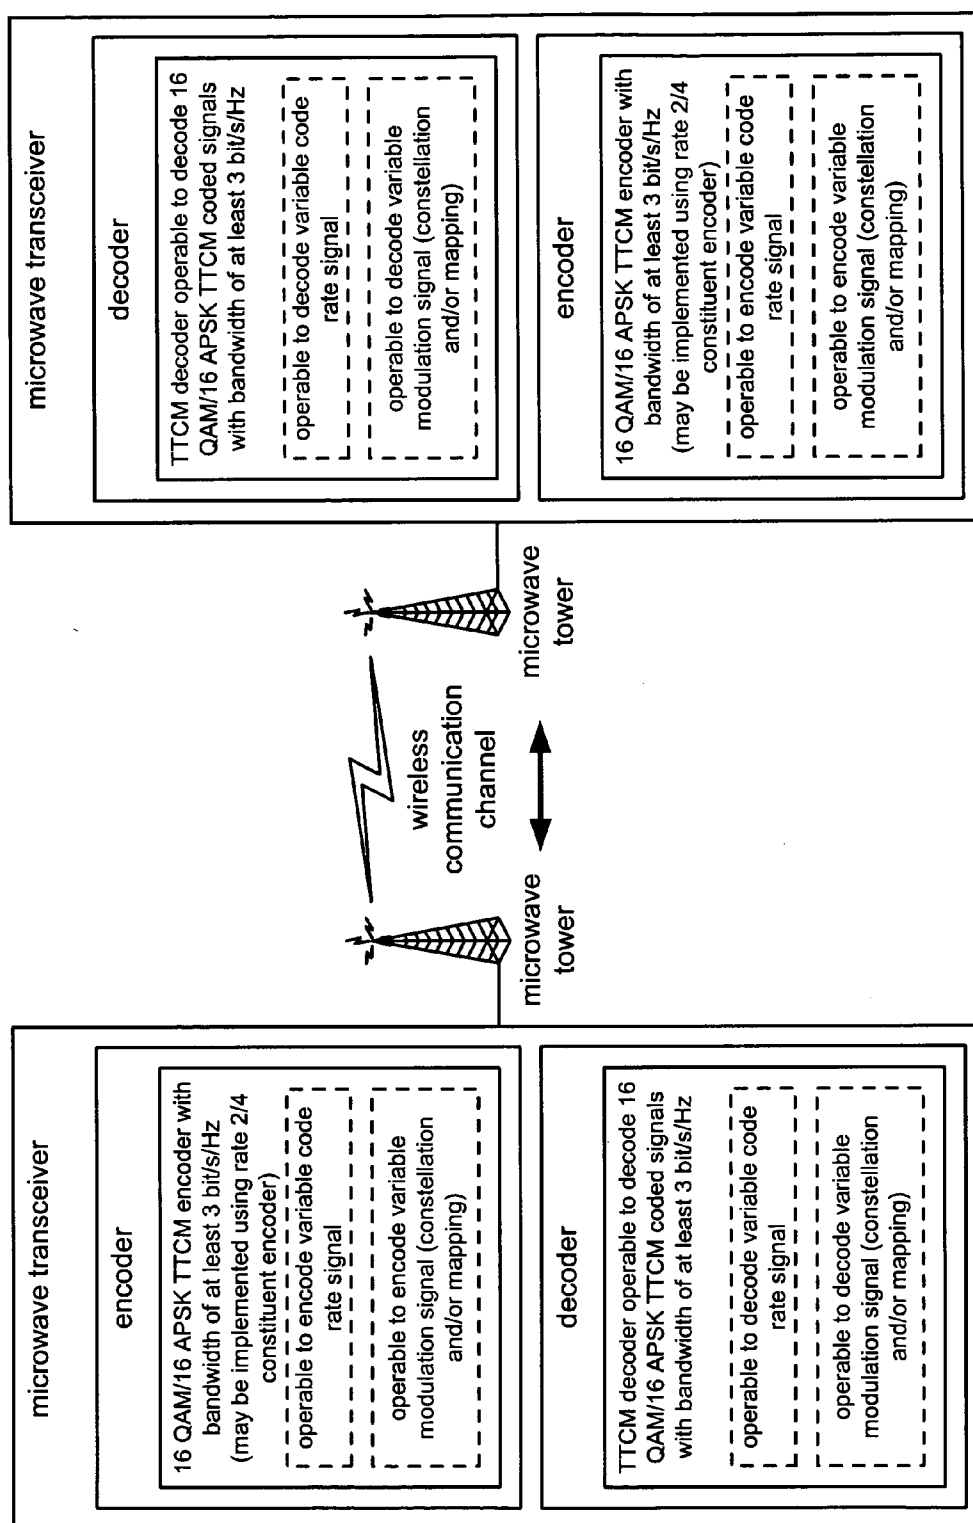 microwave transceiver
encoder
16 QAM/16 APSK TTCM encoder with
bandwidth of at least 3 bit/s/Hz
(may be implemented using rate 2/4
constituent encoder)
operable to encode variable code
rate signal
operable to encode variable
modulation signal (constellation
and/or mapping)
decoder
TTCM decoder operable to decode 16
QAM/16 APSK TTCM coded signals
with bandwidth of at least 3 bit/s/Hz
operable to decode variable code
rate signal
operable to decode variable
modulation signal (constellation
and/or mapping)
microwave
tower
wireless
communication
channel
microwave
tower
microwave transceiver
decoder
TTCM decoder operable to decode 16
QAM/16 APSK TTCM coded signals
with bandwidth of at least 3 bit/s/Hz
operable to decode variable code
rate signal
operable to decode variable
modulation signal (constellation
and/or mapping)
encoder
16 QAM/16 APSK TTCM encoder with
bandwidth of at least 3 bit/s/Hz
(may be implemented using rate 2/4
constituent encoder)
operable to encode variable code
rate signal
operable to encode variable
modulation signal (constellation
and/or mapping)